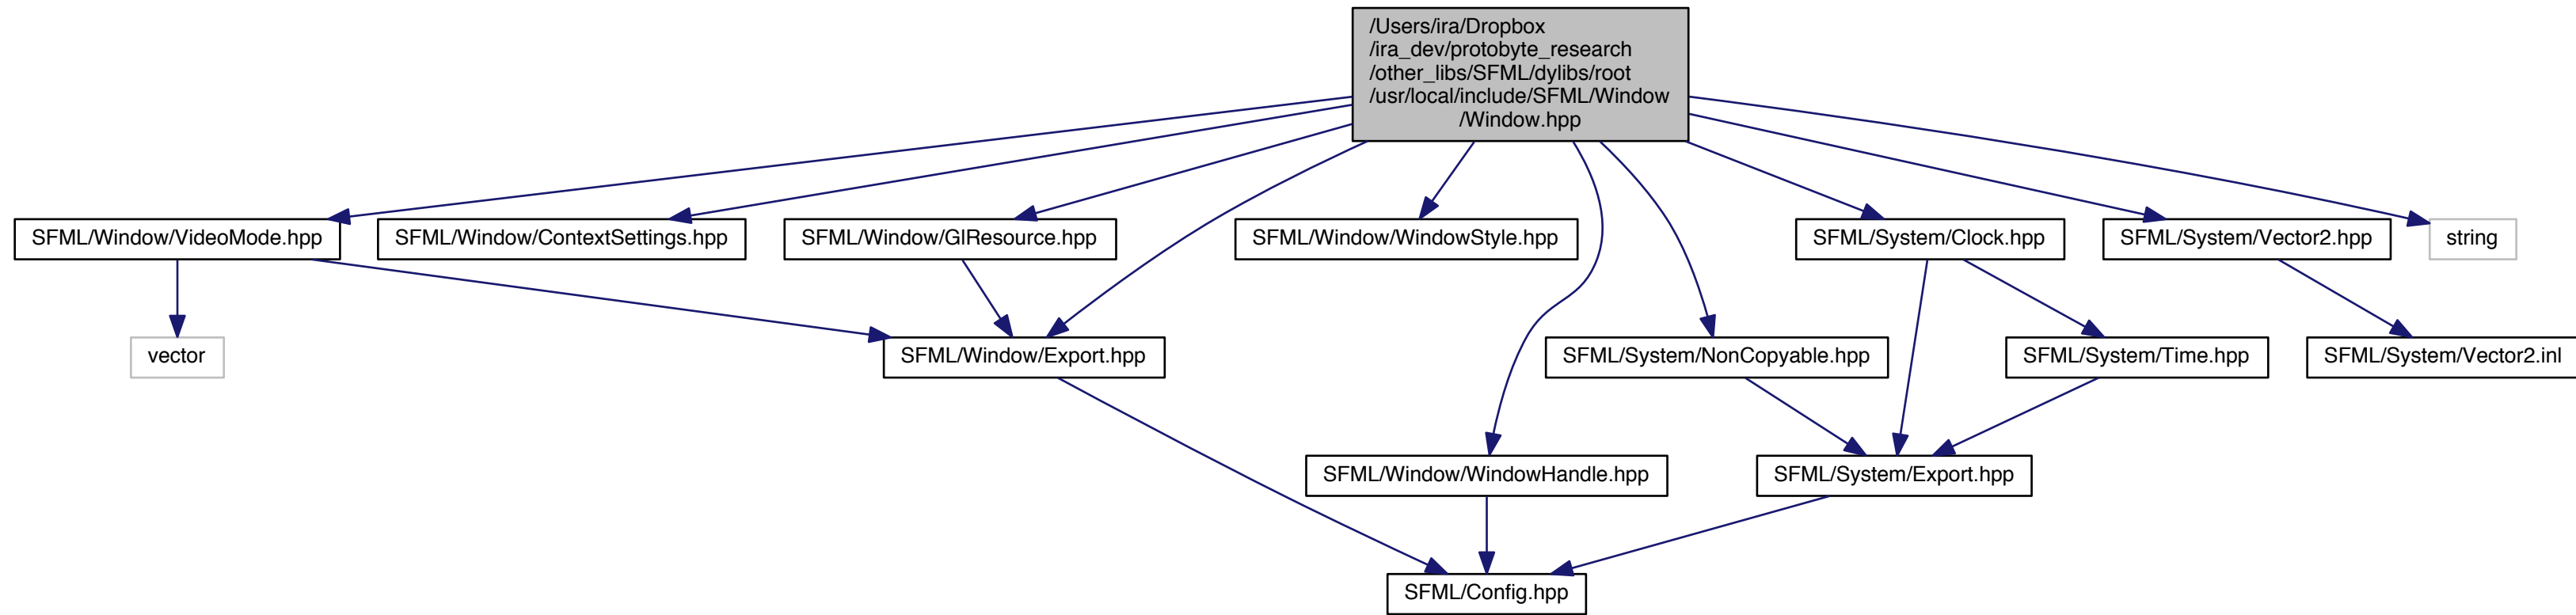 /Users/ira/Dropbox
/ira_dev/protobyte_research
/other_libs/SFML/dylibs/root
/usr/local/include/SFML/Window
/Window.hpp
SFML/Window/VideoMode.hpp
SFML/Window/ContextSettings.hpp
SFML/Window/GlResource.hpp
SFML/Window/WindowStyle.hpp
SFML/System/Clock.hpp
SFML/System/Vector2.hpp
string
vector
SFML/Window/Export.hpp
SFML/System/NonCopyable.hpp
SFML/System/Time.hpp
SFML/System/Vector2.inl
SFML/Window/WindowHandle.hpp
SFML/System/Export.hpp
SFML/Config.hpp